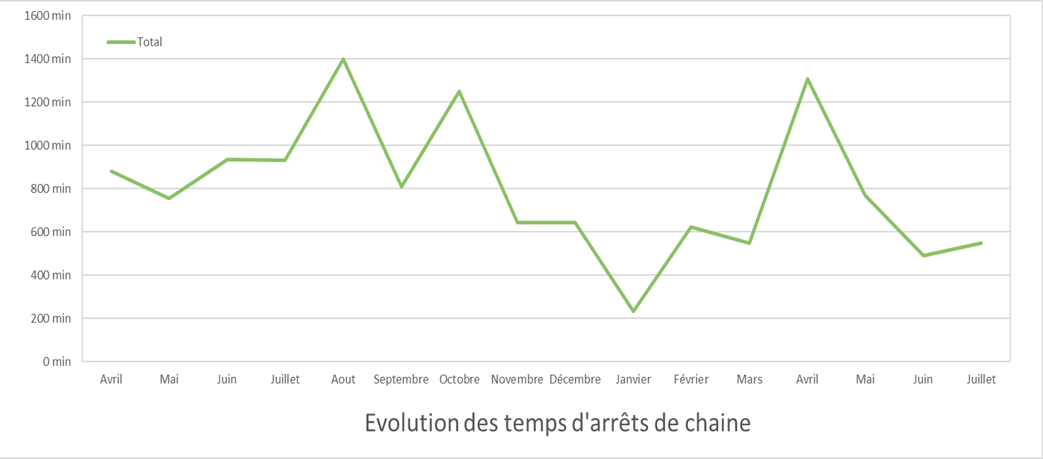 1600 min
Total
1400 min
1200 min
1000 min
800 min
600 min
400 min
200 min
0 min
Avril Mai Juin Juillet Aout Septembre Octobre Novembre Décembre Janvier Février Mars Avril Mai Juin Juillet
Evolution des temps d'arrêts de chaine